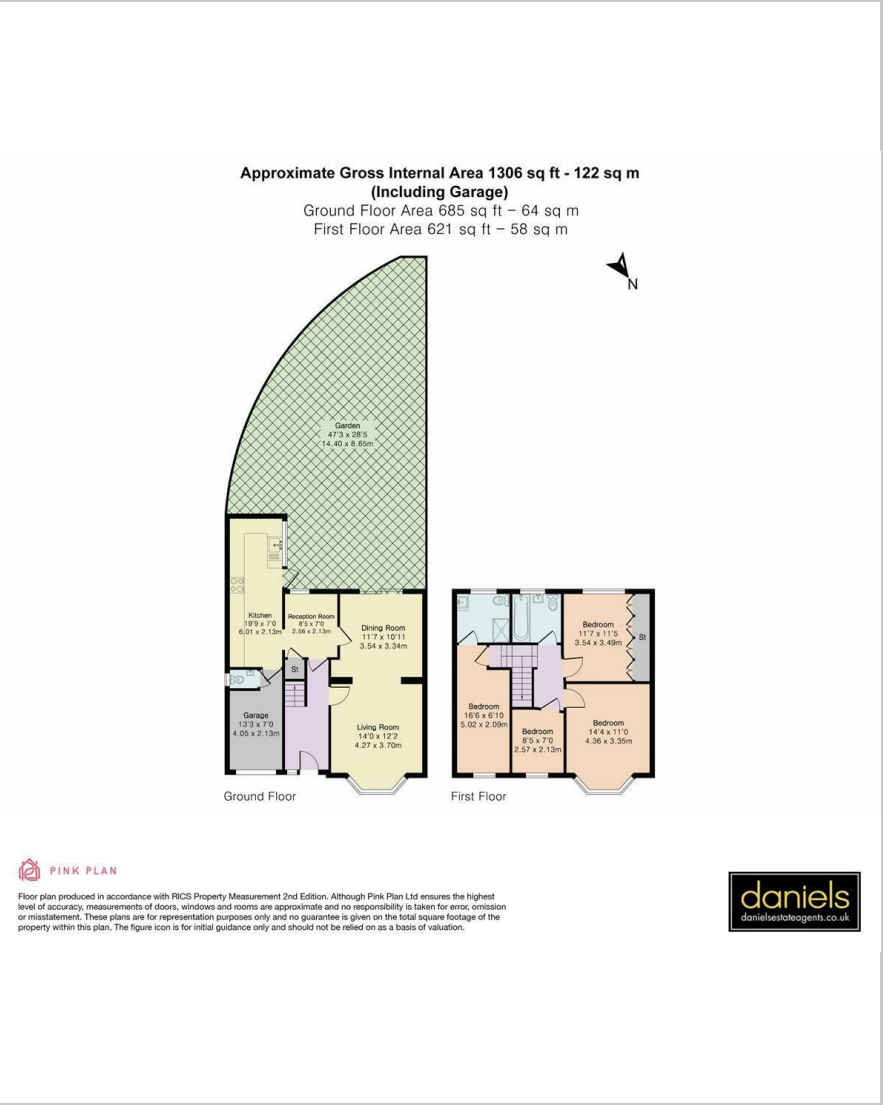 Approximate Gross Internal Area 1306 sq ft - 122 sq m
(Including Garage)
Ground Floor Area 685 sq ft – 64 sq m
First Floor Area 621 sq ft – 58 sq m
N
Garden
47'3 x 28'5
14.40 x 8.65m
Kitchen
19'9 x 7'0
6.01 x 2.13m
Reception Room
8'5 x 7'0
2.56 x 2.13m
Dining Room
11'7 x 10'11
3.54 x 3.34m
St
Garage
13'3 x 7'0
4.05 x 2.13m
Living Room
14'0 x 12'2
4.27 x 3.70m
Ground Floor
Bedroom
11'7 x 11'5
3.54 x 3.49m
St
Bedroom
16'6 x 6'10
5.02 x 2.09m
Bedroom
8'5 x 7'0
2.57 x 2.13m
Bedroom
14'4 x 11'0
4.36 x 3.35m
First Floor
PINK PLAN
Floor plan produced in accordance with RICS Property Measurement 2nd Edition. Although Pink Plan Ltd ensures the highest
level of accuracy, measurements of doors, windows and rooms are approximate and no responsibility is taken for error, omission
or misstatement. These plans are for representation purposes only and no guarantee is given on the total square footage of the
property within this plan. The figure icon is for initial guidance only and should not be relied on as a basis of valuation.
daniels
danielsestateagents.co.uk